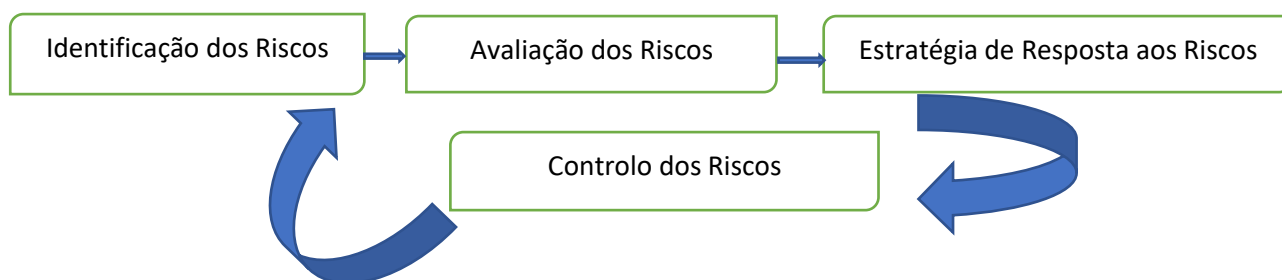 Identificação dos Riscos
Avaliação dos Riscos
Estratégia de Resposta aos Riscos
Controlo dos Riscos